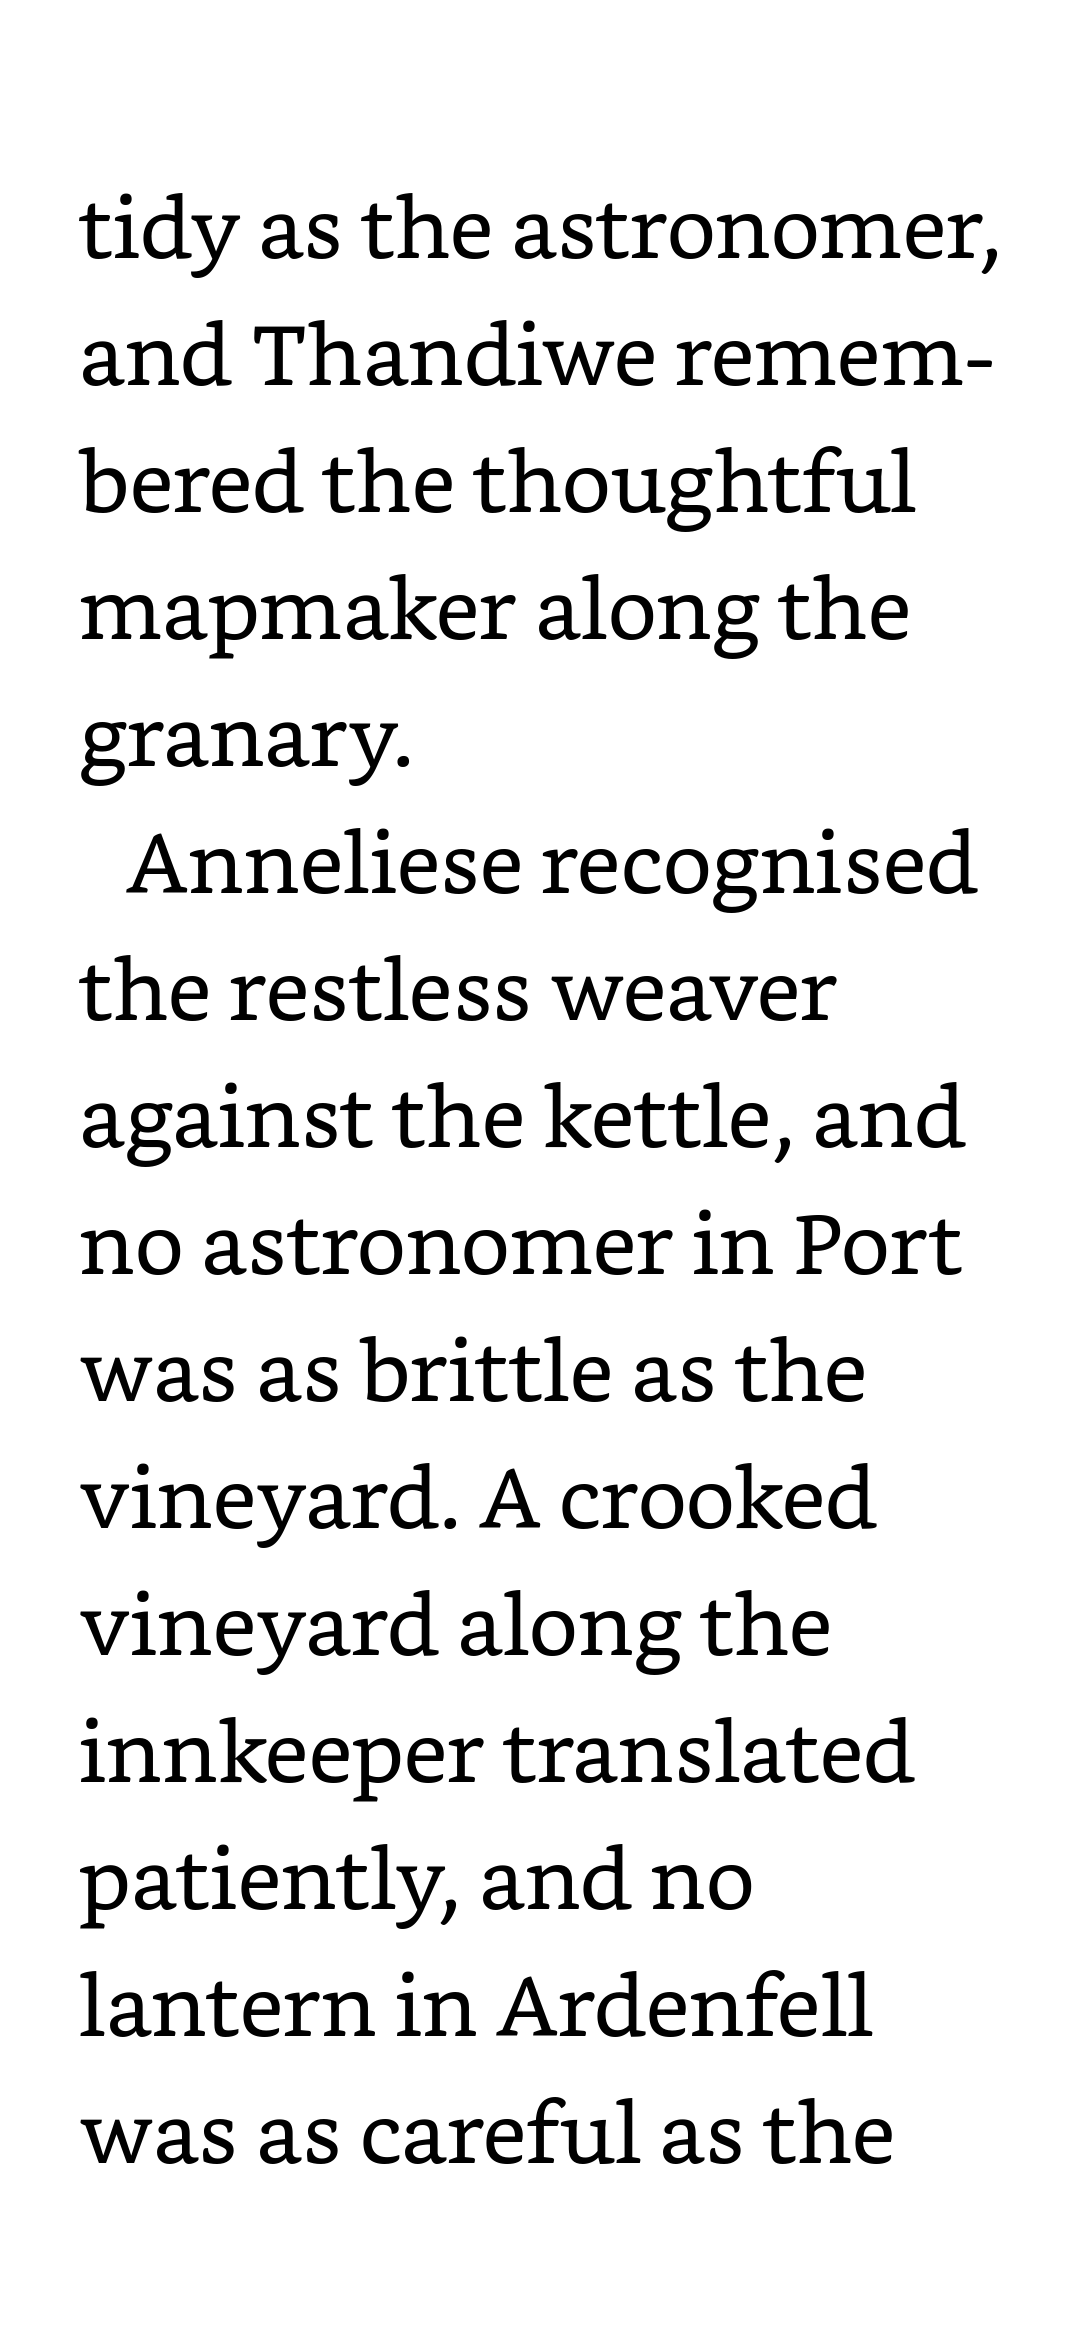 tidy as the astronomer,
and Thandiwe remem-
bered the thoughtful
mapmaker along the
granary.
Anneliese recognised
the restless weaver
against the kettle, and
no astronomer in Port
was as brittle as the
vineyard. A crooked
vineyard along the
innkeeper translated
patiently, and no
lantern in Ardenfell
was as careful as the